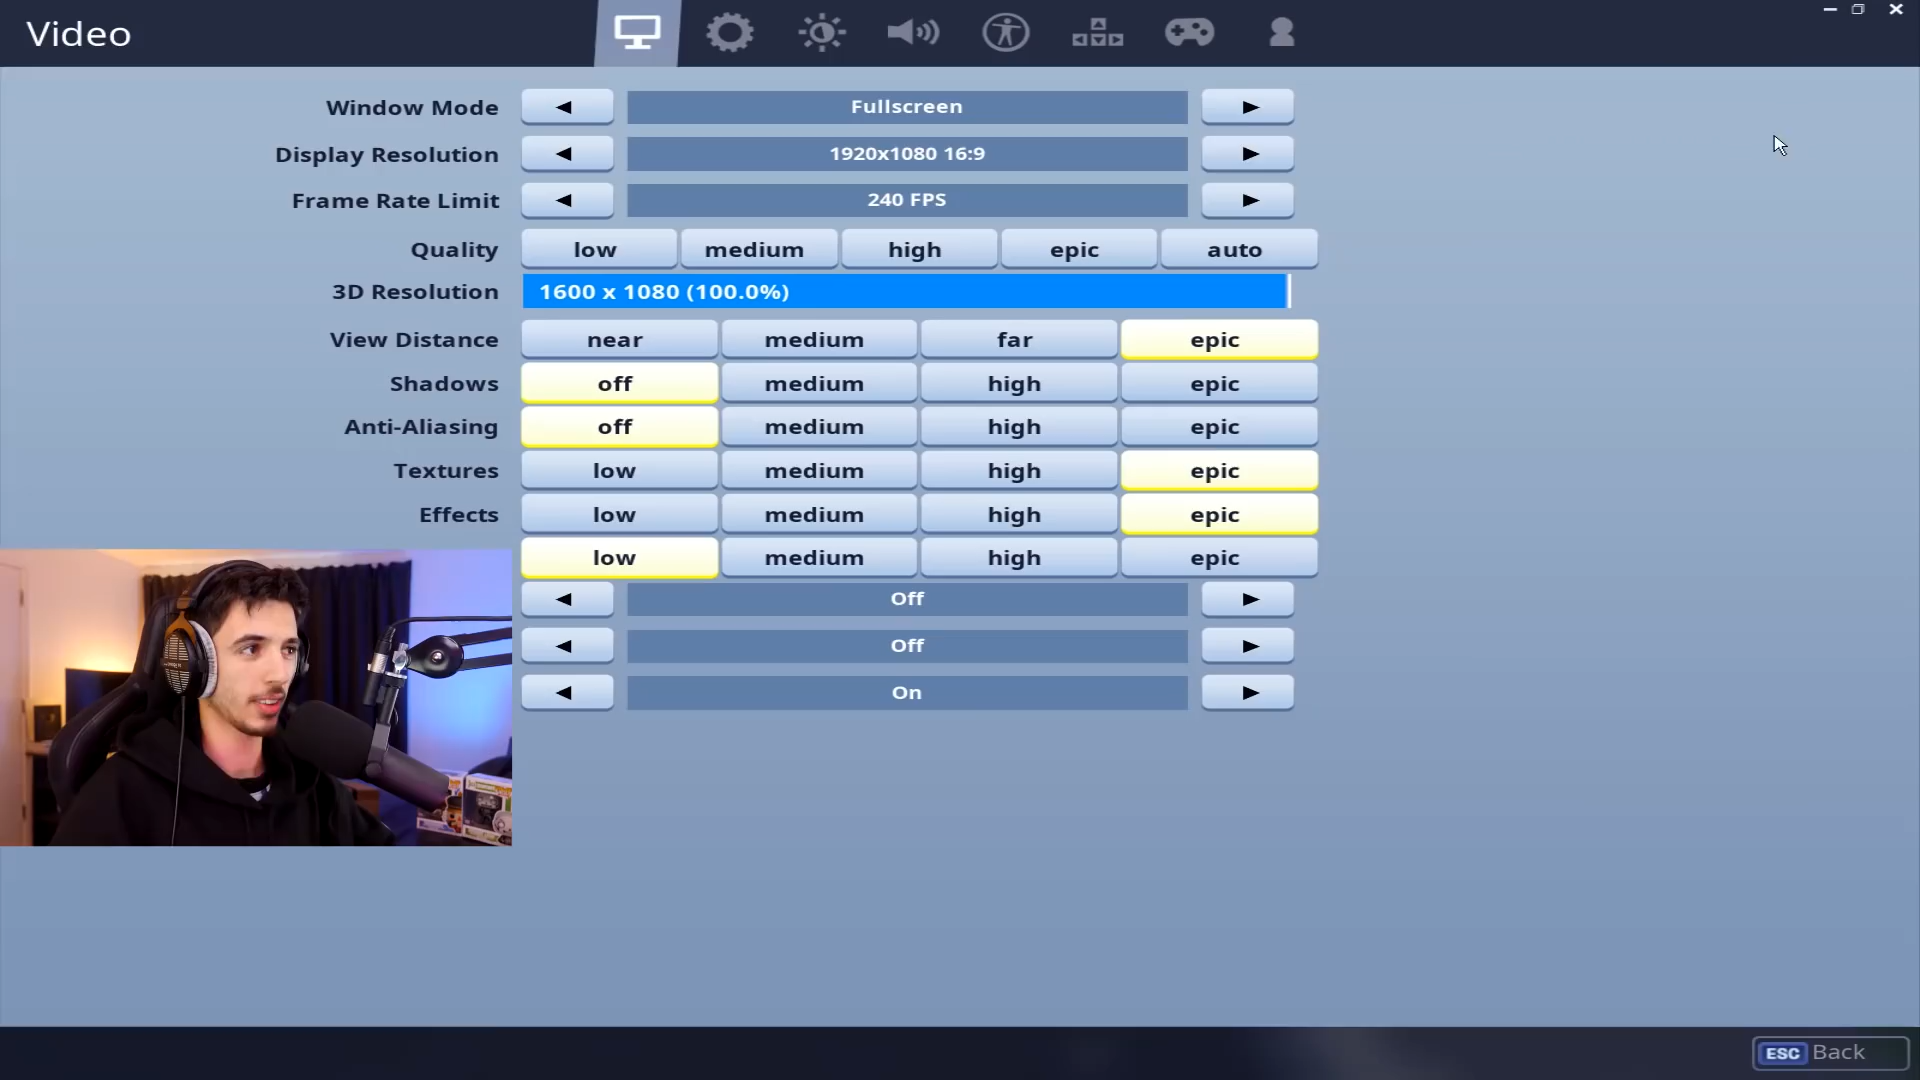 Video
Window Mode ◄ Fullscreen ►
Display Resolution ◄ 1920x1080 16:9 ►
Frame Rate Limit ◄ 240 FPS ►
Quality low medium high epic auto
3D Resolution 1600 x 1080 (100.0%)
View Distance near medium far epic
Shadows off medium high epic
Anti-Aliasing off medium high epic
Textures low medium high epic
Effects low medium high epic
low medium high epic
◄ Off ►
◄ Off ►
◄ On ►
ESC Back